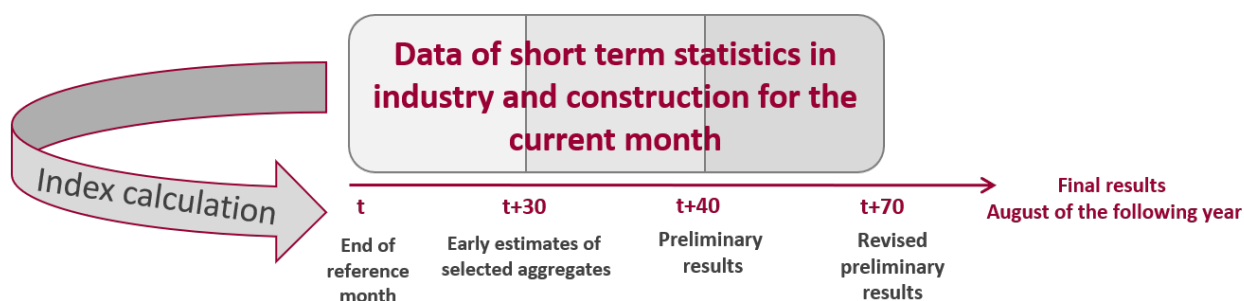 Data of short term statistics in
industry and construction for the
current month
Index calculation
t
t+30
t+40
t+70
Final results
August of the following year
End of
reference
month
Early estimates of
selected aggregates
Preliminary
results
Revised
preliminary
results